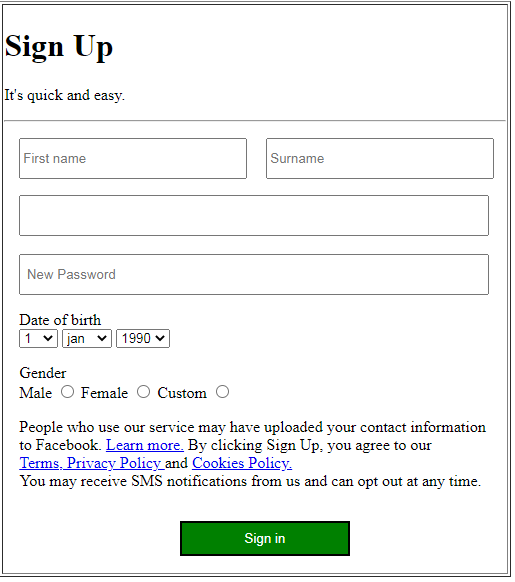 Sign Up
It's quick and easy.
First name Surname
New Password
Date of birth
1 jan 1990
Gender
Male Female Custom
People who use our service may have uploaded your contact information
to Facebook. Learn more. By clicking Sign Up, you agree to our
Terms, Privacy Policy and Cookies Policy.
You may receive SMS notifications from us and can opt out at any time.
Sign in